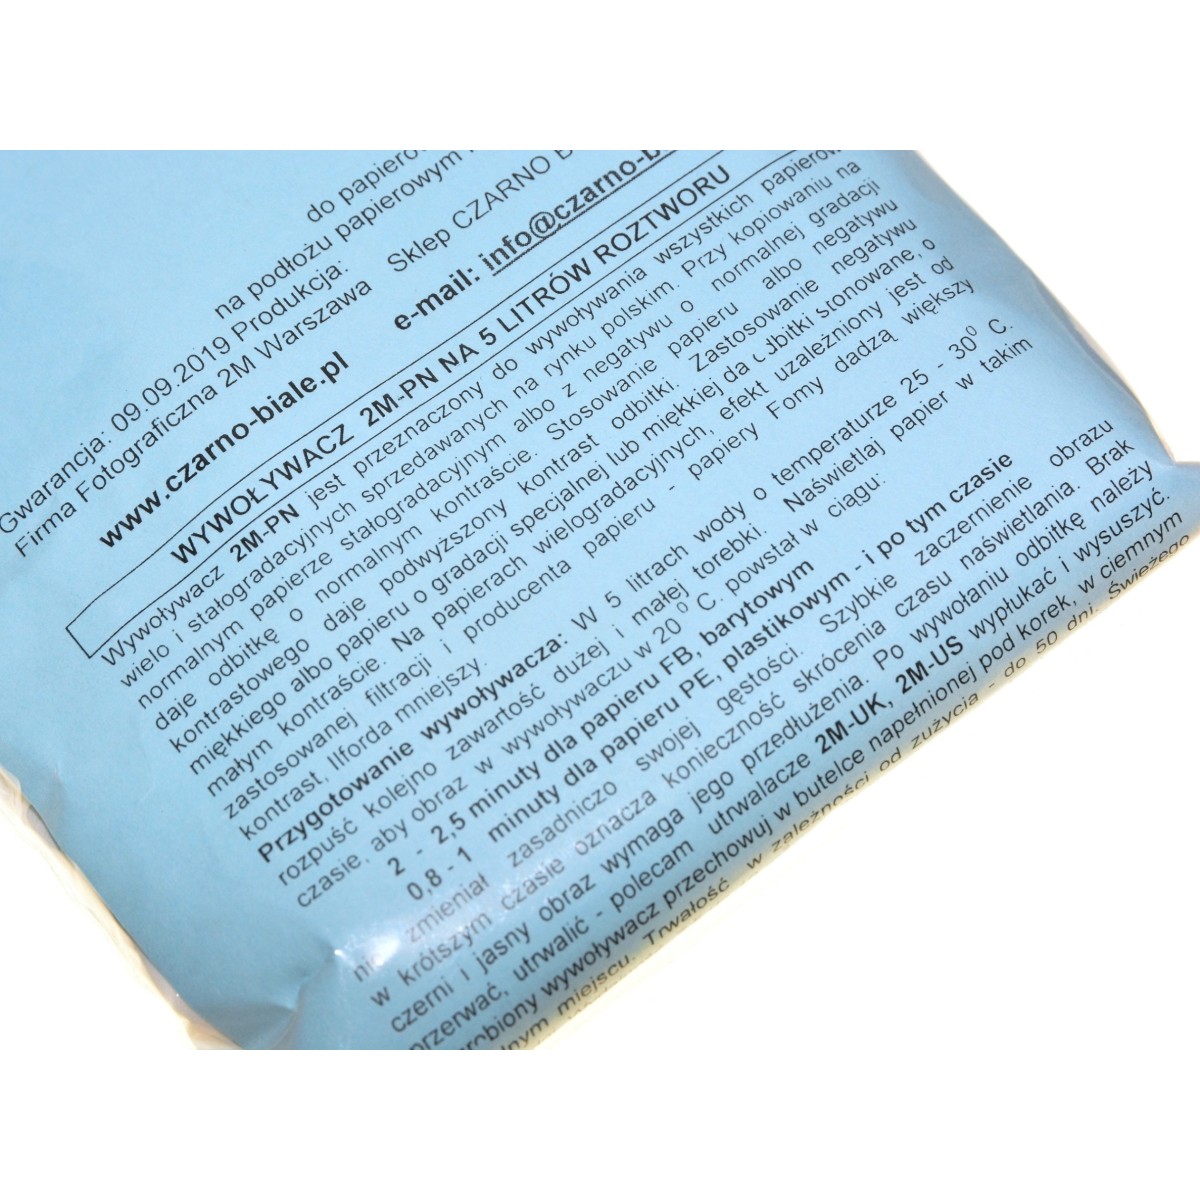 do papierów
na podłożu papierowym
Gwarancja: 09.09.2019 Produkcja:
Firma Fotograficzna 2M Warszawa Sklep CZARNO B
www.czarno-biale.pl e-mail: info@czarno-b
WYWOŁYWACZ 2M-PN NA 5 LITRÓW ROZTWORU
Wywoływacz 2M-PN jest przeznaczony do wywoływania wszystkich papierów
wielo i stałogradacyjnych sprzedawanych na rynku polskim. Przy kopiowaniu na
normalnym papierze stałogradacyjnym albo z negatywu o normalnej gradacji
daje odbitkę o normalnym kontraście. Stosowanie papieru albo negatywu
kontrastowego daje podwyższony kontrast odbitki. Zastosowanie negatywu
miękkiego albo papieru o gradacji specjalnej lub miękkiej da odbitki stonowane, o
małym kontraście. Na papierach wielogradacyjnych, efekt uzależniony jest od
zastosowanej filtracji i producenta papieru - papiery Fomy dadzą większy
kontrast, Ilforda mniejszy.
Przygotowanie wywoływacza: W 5 litrach wody o temperaturze 25 - 30⁰ C.
rozpuść kolejno zawartość dużej i małej torebki. Naświetlaj papier w takim
czasie, aby obraz w wywoływaczu w 20⁰ C. powstał w ciągu:
2 - 2,5 minuty dla papieru FB, barytowym
0,8 - 1 minuty dla papieru PE, plastikowym - i po tym czasie
nie zmieniał zasadniczo swojej gęstości. Szybkie zaczernienie obrazu
w krótszym czasie oznacza konieczność skrócenia czasu naświetlania. Brak
czerni i jasny obraz wymaga jego przedłużenia. Po wywołaniu odbitkę należy
przerwać, utrwalić - polecam utrwalacze 2M-UK, 2M-US wypłukać i wysuszyć.
robiony wywoływacz przechowuj w butelce napełnionej pod korek, w ciemnym
miejscu. Trwałość w zależności od zużycia - do 50 dni. Świeżego